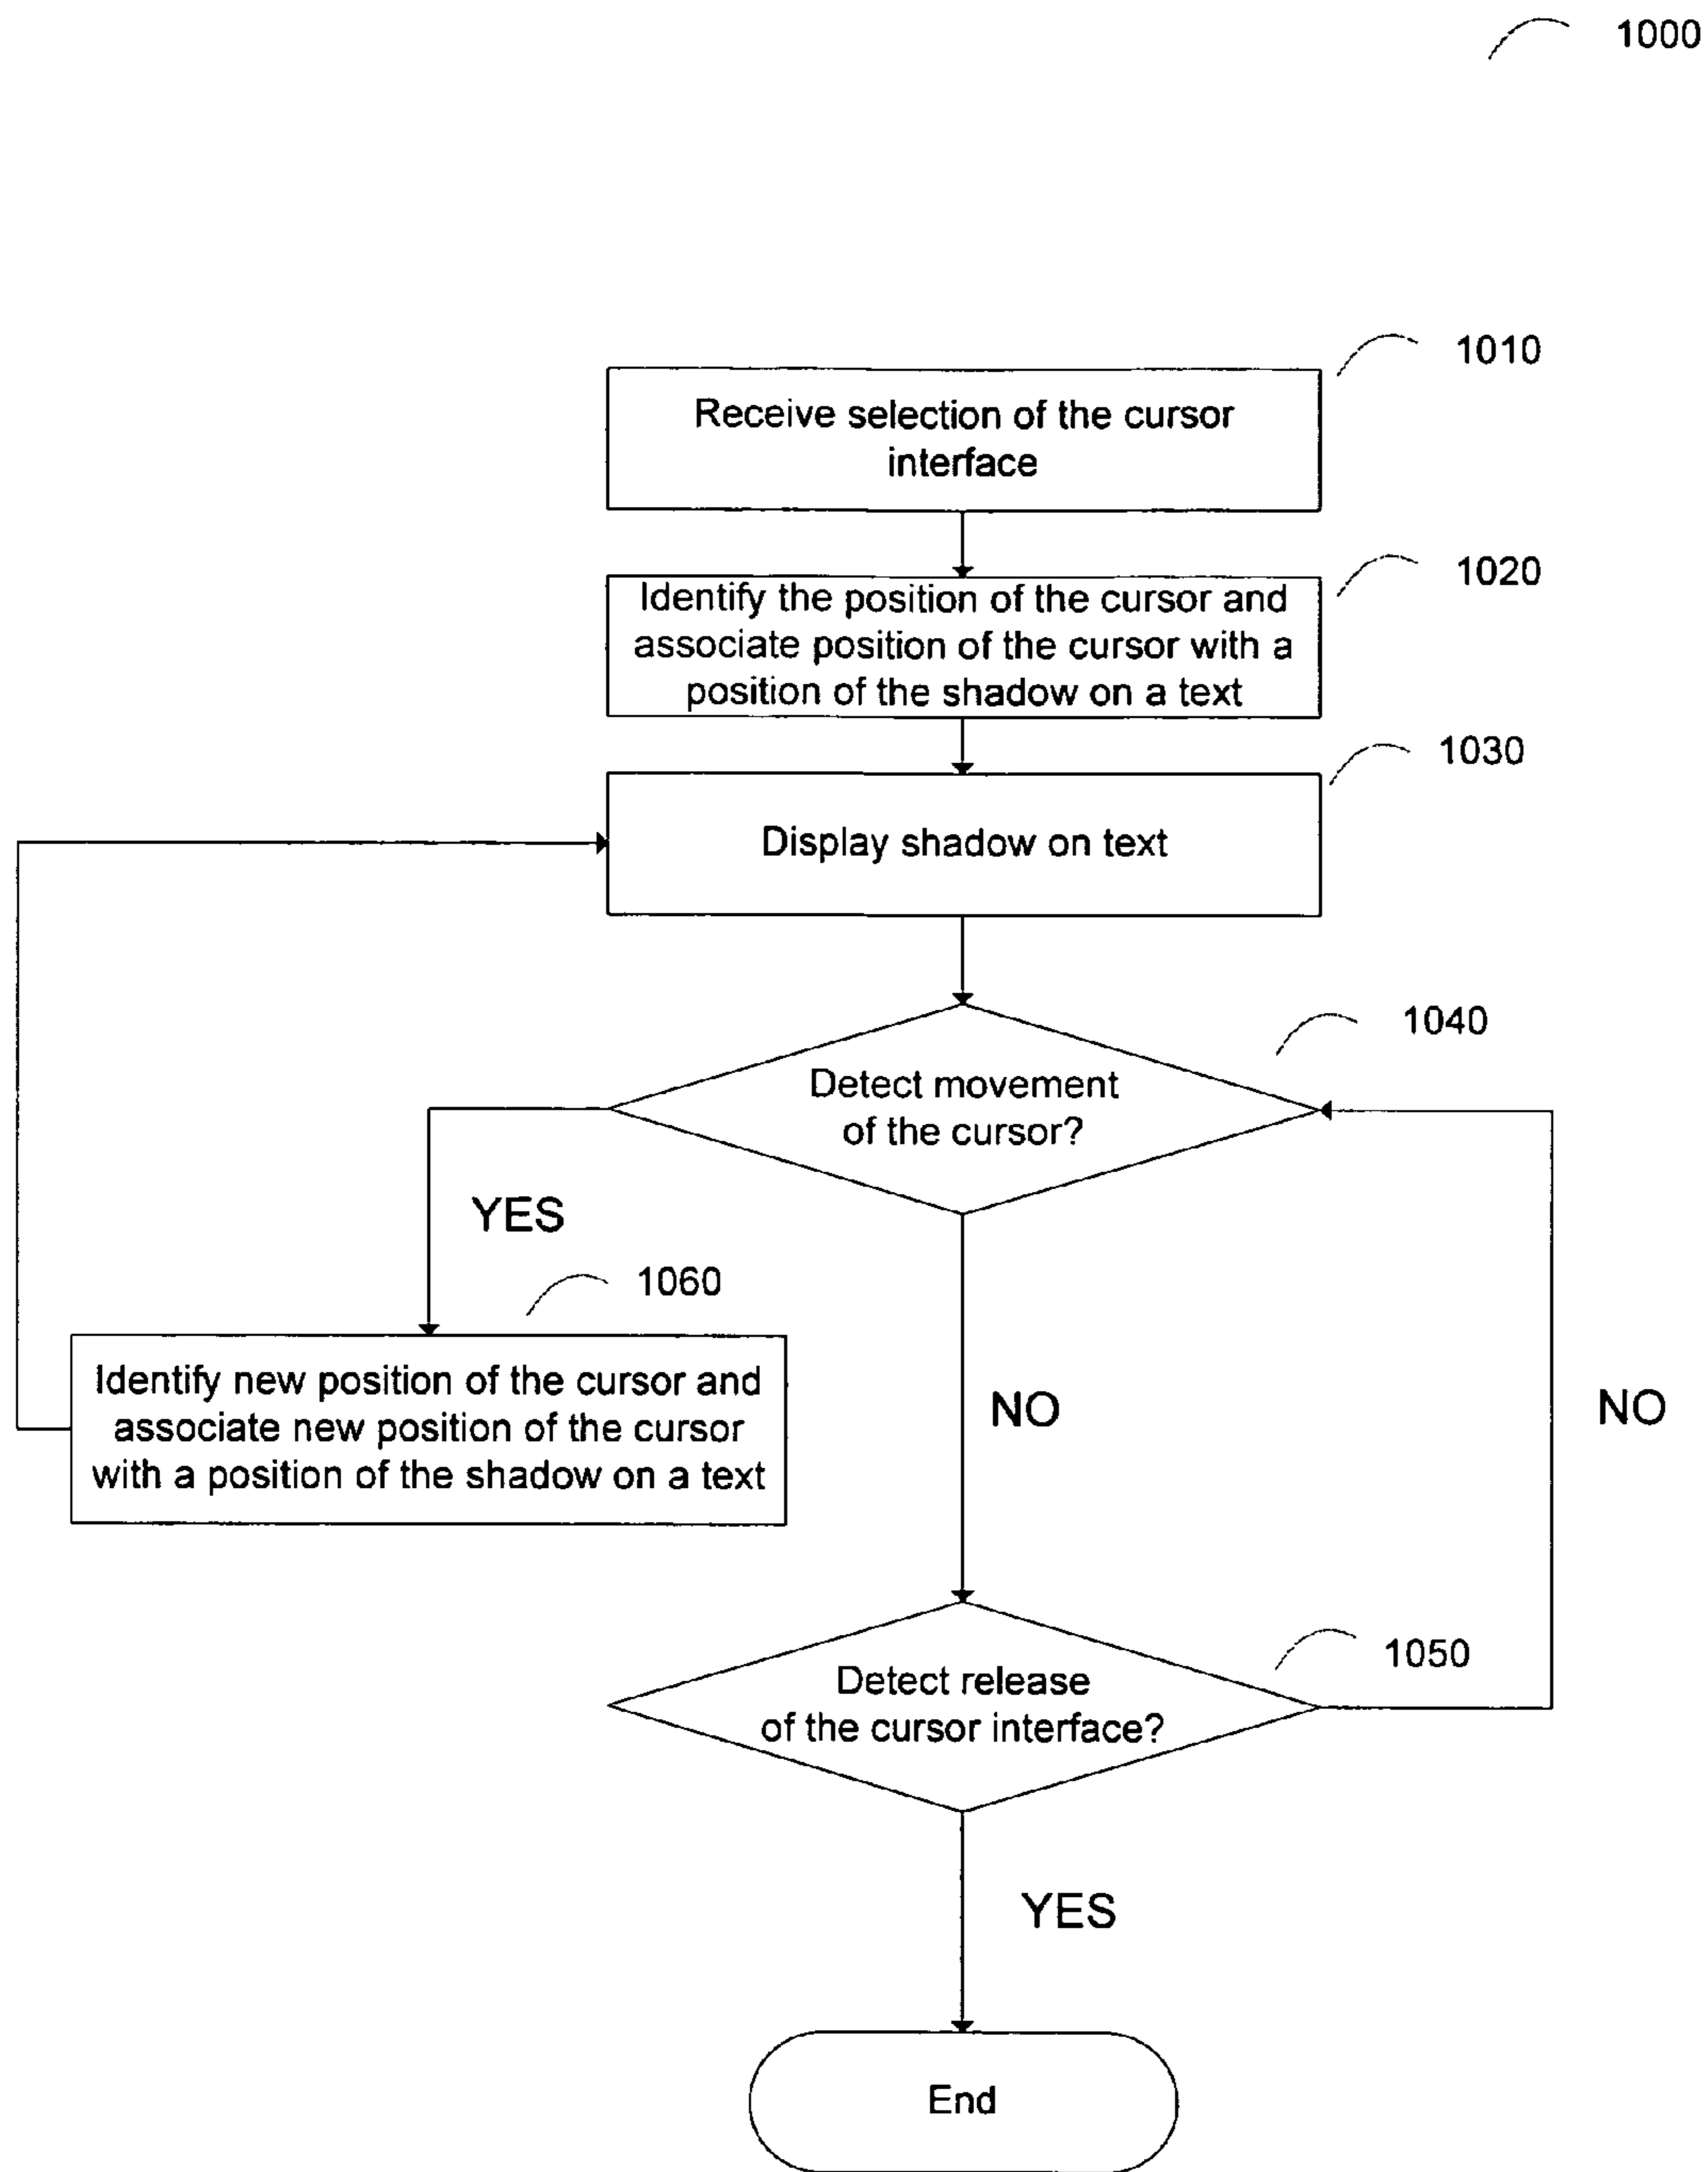 1000
1010
Receive selection of the cursor
interface
1020
Identify the position of the cursor and
associate position of the cursor with a
position of the shadow on a text
1030
Display shadow on text
1040
Detect movement
of the cursor?
YES
1060
Identify new position of the cursor and
associate new position of the cursor
with a position of the shadow on a text
NO
NO
1050
Detect release
of the cursor interface?
YES
End